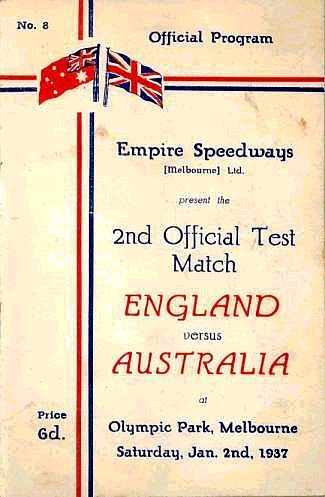 No. 8
Official Program
Empire Speedways
[Melbourne] Ltd.
present the
2nd Official Test
Match
ENGLAND
versus
AUSTRALIA
at
Olympic Park, Melbourne
Saturday, Jan. 2nd, 1937
Price
6d.